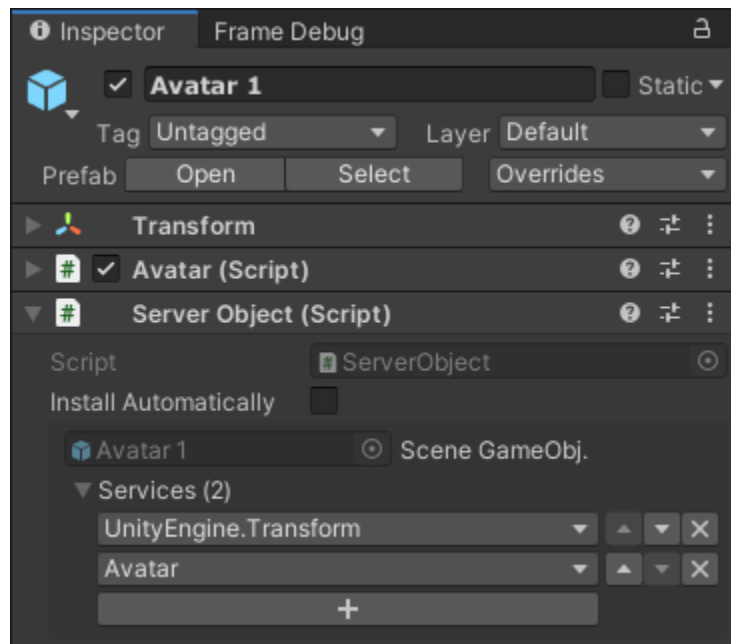 Inspector Frame Debug
Avatar 1 Static
Tag Untagged Layer Default
Prefab Open Select Overrides
Transform
# Avatar (Script)
# Server Object (Script)
Script # ServerObject
Install Automatically
Avatar 1 Scene GameObj.
Services (2)
UnityEngine.Transform
Avatar
+